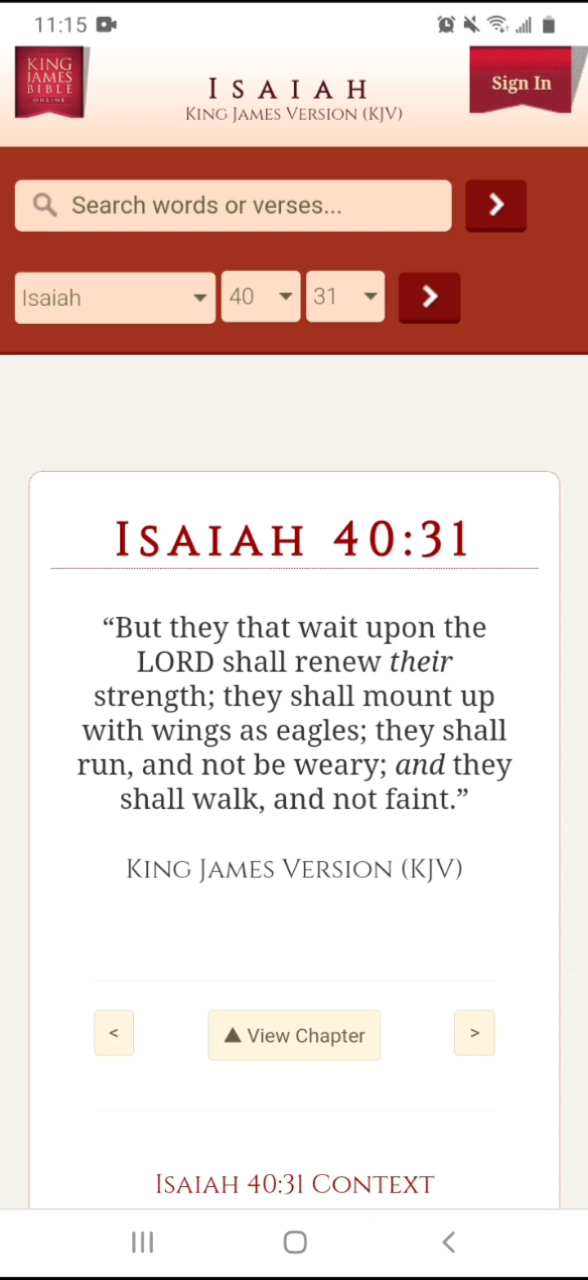 11:15
KING
JAMES
BIBLE
ONLINE
ISAIAH
KING JAMES VERSION (KJV)
Sign In
Search words or verses...
Isaiah
40
31
ISAIAH 40:31
“But they that wait upon the
LORD shall renew their
strength; they shall mount up
with wings as eagles; they shall
run, and not be weary; and they
shall walk, and not faint.”
KING JAMES VERSION (KJV)
<
▲ View Chapter
>
ISAIAH 40:31 CONTEXT